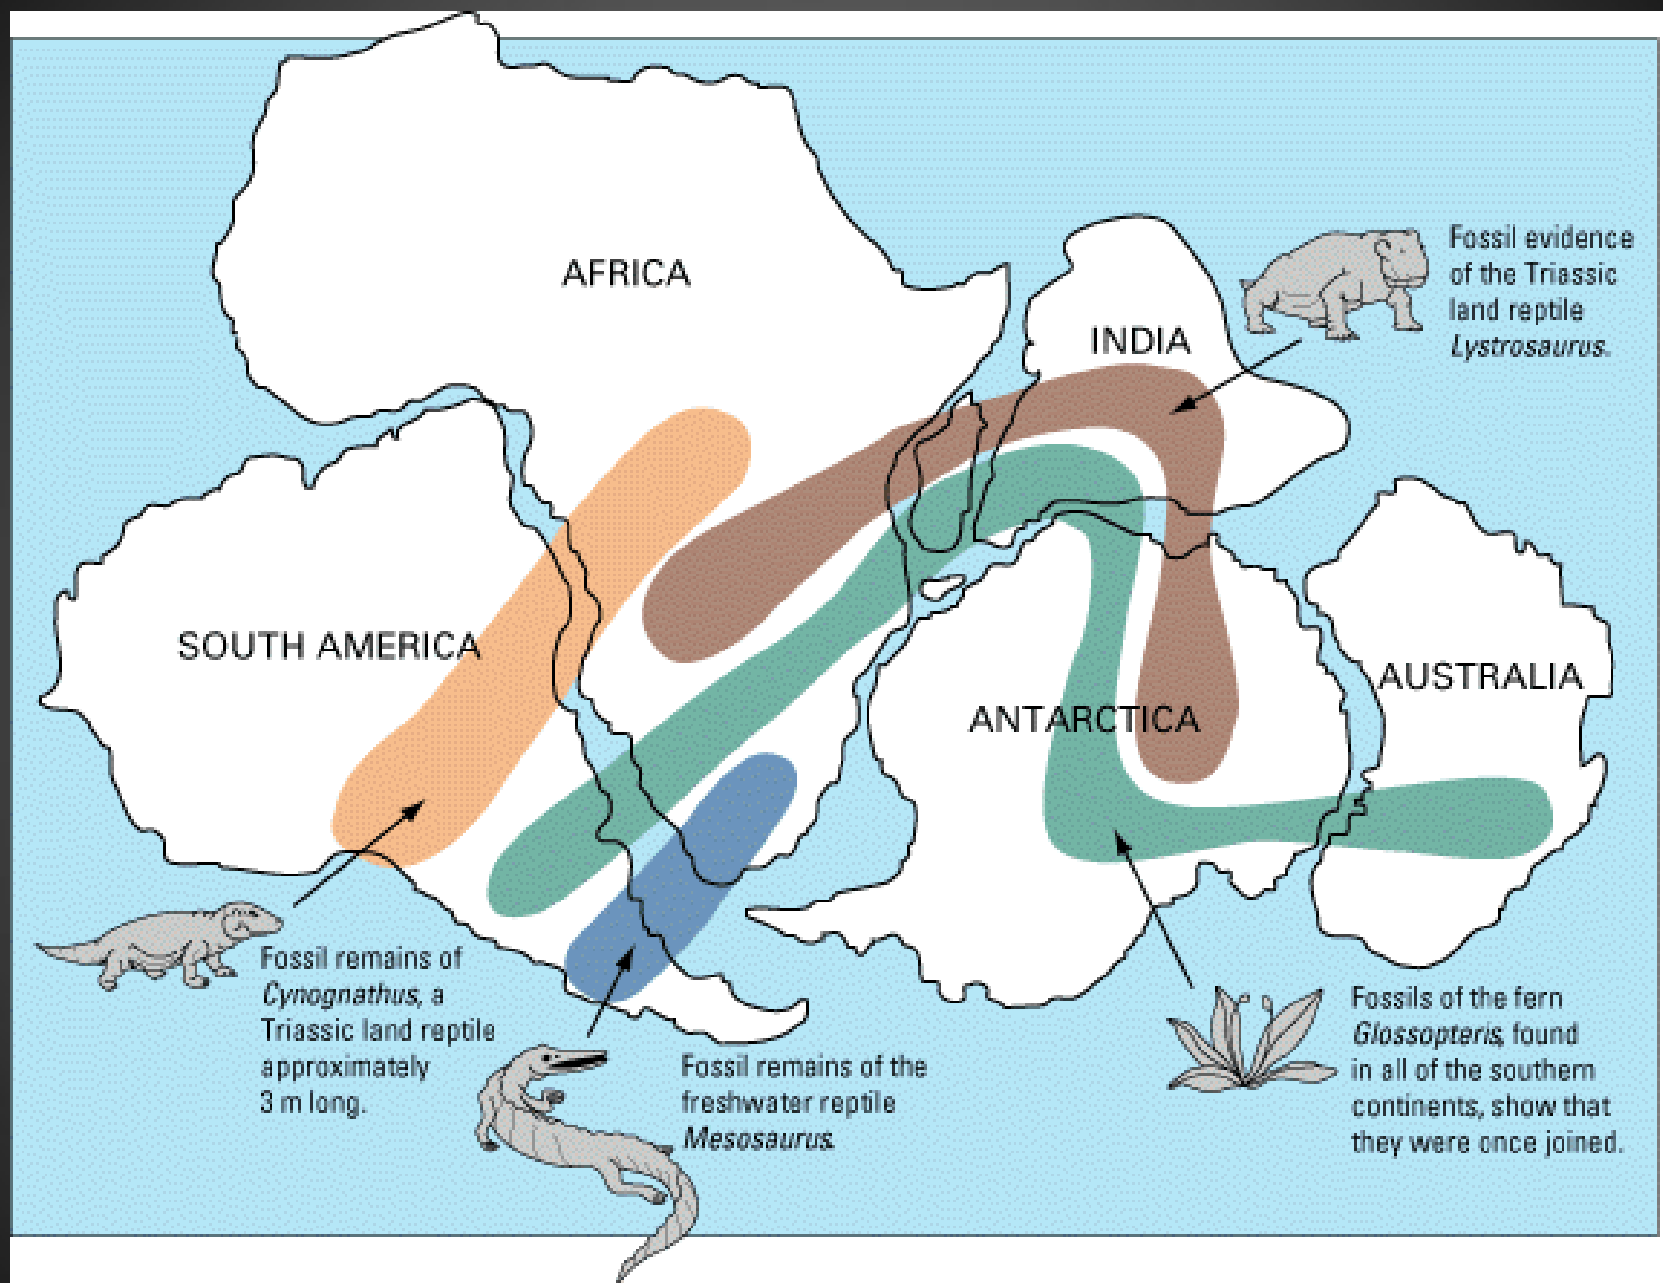 AFRICA
INDIA
Fossil evidence
of the Triassic
land reptile
Lystrosaurus.
SOUTH AMERICA
ANTARCTICA
AUSTRALIA
Fossil remains of
Cynognathus, a
Triassic land reptile
approximately
3 m long.
Fossil remains of the
freshwater reptile
Mesosaurus.
Fossils of the fern
Glossopteris, found
in all of the southern
continents, show that
they were once joined.